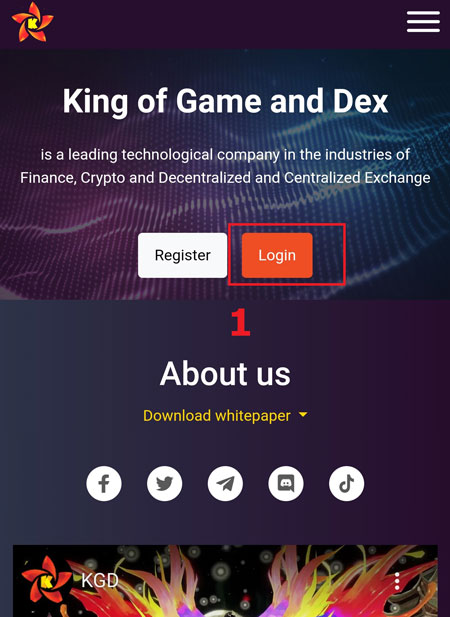 K
King of Game and Dex
is a leading technological company in the industries of
Finance, Crypto and Decentralized and Centralized Exchange
Register
Login
1
About us
Download whitepaper
K
KGD